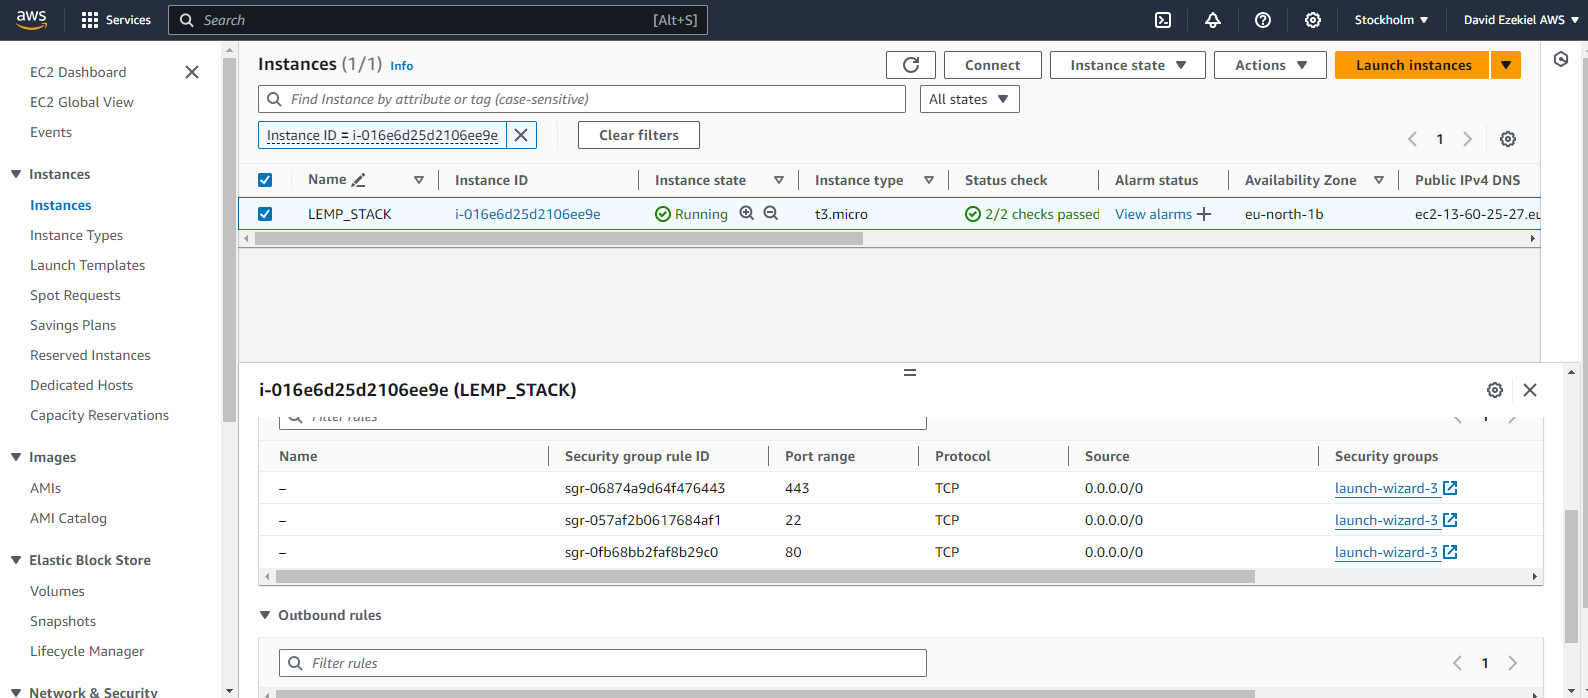 aws
Services
Search
[Alt+S]
Stockholm
David Ezekiel AWS
EC2 Dashboard
EC2 Global View
Events
Instances
Instances
Instance Types
Launch Templates
Spot Requests
Savings Plans
Reserved Instances
Dedicated Hosts
Capacity Reservations
Images
AMIs
AMI Catalog
Elastic Block Store
Volumes
Snapshots
Lifecycle Manager
Network & Security
Instances (1/1) Info
Connect
Instance state
Actions
Launch instances
Find Instance by attribute or tag (case-sensitive)
All states
Instance ID = i-016e6d25d2106ee9e
Clear filters
1
Name Instance ID Instance state Instance type Status check Alarm status Availability Zone Public IPv4 DNS
LEMP_STACK i-016e6d25d2106ee9e Running t3.micro 2/2 checks passed View alarms eu-north-1b ec2-13-60-25-27.eu
i-016e6d25d2106ee9e (LEMP_STACK)
Filter rules
1
Name Security group rule ID Port range Protocol Source Security groups
– sgr-06874a9d64f476443 443 TCP 0.0.0.0/0 launch-wizard-3
– sgr-057af2b0617684af1 22 TCP 0.0.0.0/0 launch-wizard-3
– sgr-0fb68bb2faf8b29c0 80 TCP 0.0.0.0/0 launch-wizard-3
Outbound rules
Filter rules
1